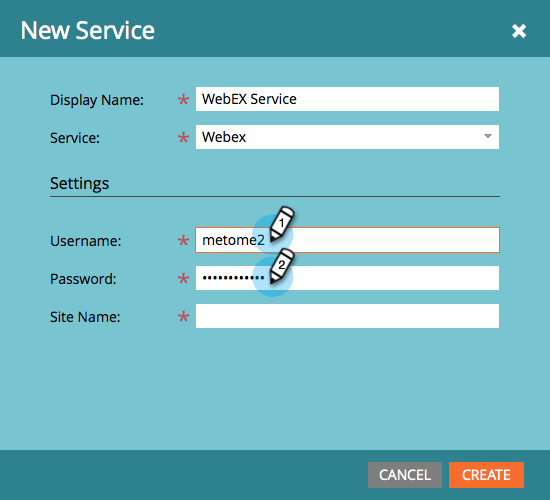 New Service
Display Name: * WebEX Service
Service: * Webex
Settings
Username: * metome2 1
Password: * •••••••••••• 2
Site Name: *
CANCEL CREATE